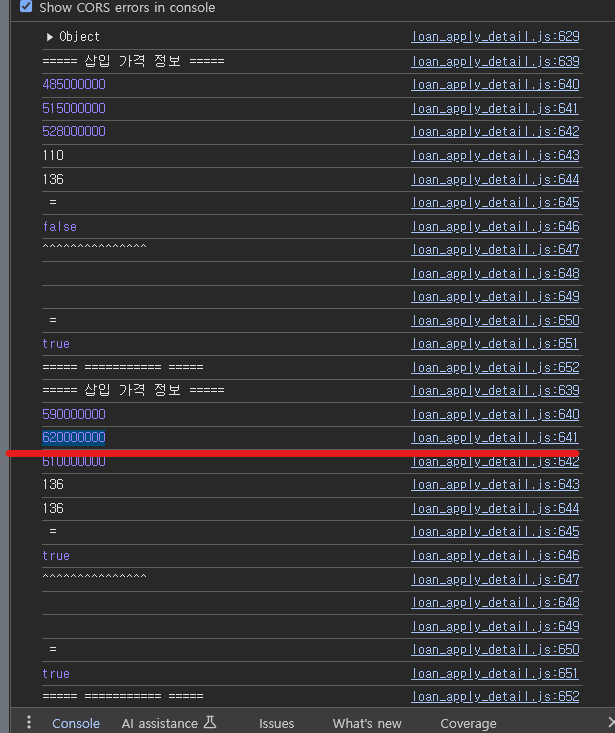 Show CORS errors in console
▶ Object loan_apply_detail.js:629
===== 삽입 가격 정보 ===== loan_apply_detail.js:639
485000000 loan_apply_detail.js:640
515000000 loan_apply_detail.js:641
528000000 loan_apply_detail.js:642
110 loan_apply_detail.js:643
136 loan_apply_detail.js:644
= loan_apply_detail.js:645
false loan_apply_detail.js:646
^^^^^^^^^^^^^^^ loan_apply_detail.js:647
loan_apply_detail.js:648
loan_apply_detail.js:649
= loan_apply_detail.js:650
true loan_apply_detail.js:651
===== =========== ===== loan_apply_detail.js:652
===== 삽입 가격 정보 ===== loan_apply_detail.js:639
590000000 loan_apply_detail.js:640
620000000 loan_apply_detail.js:641
610000000 loan_apply_detail.js:642
136 loan_apply_detail.js:643
136 loan_apply_detail.js:644
= loan_apply_detail.js:645
true loan_apply_detail.js:646
^^^^^^^^^^^^^^^ loan_apply_detail.js:647
loan_apply_detail.js:648
loan_apply_detail.js:649
= loan_apply_detail.js:650
true loan_apply_detail.js:651
===== =========== ===== loan_apply_detail.js:652
Console AI assistance Issues What's new Coverage